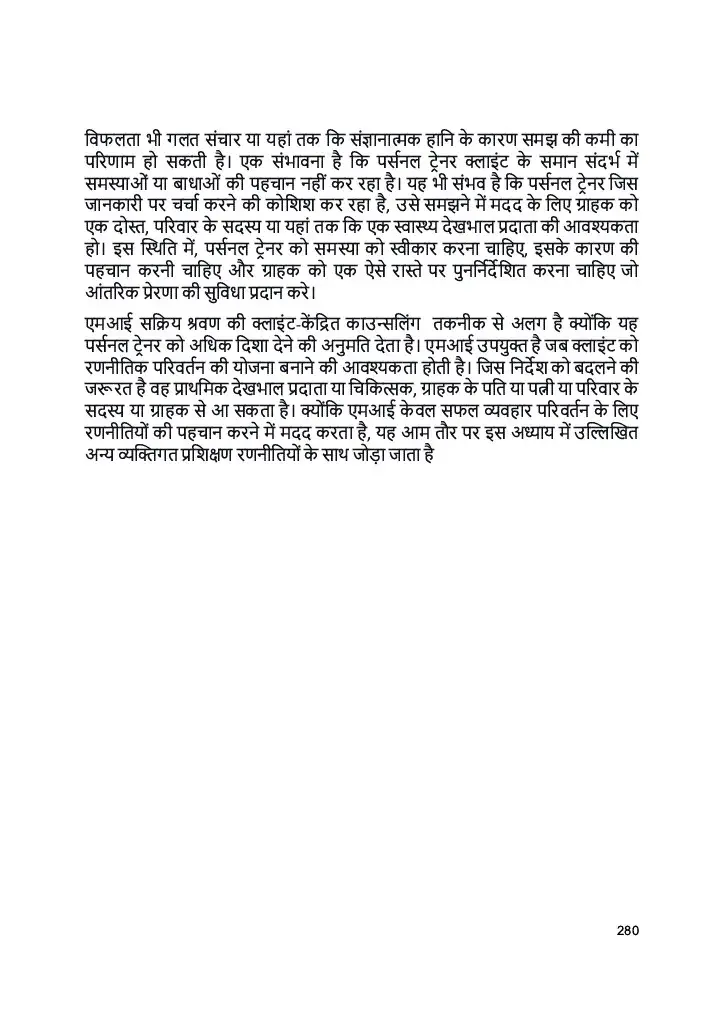 विफलता भी गलत संचार या यहां तक कि संज्ञानात्मक हानि के कारण समझ की कमी का
परिणाम हो सकती है। एक संभावना है कि पर्सनल ट्रेनर क्लाइंट के समान संदर्भ में
समस्याओं या बाधाओं की पहचान नहीं कर रहा है। यह भी संभव है कि पर्सनल ट्रेनर जिस
जानकारी पर चर्चा करने की कोशिश कर रहा है, उसे समझने में मदद के लिए ग्राहक को
एक दोस्त, परिवार के सदस्य या यहां तक कि एक स्वास्थ्य देखभाल प्रदाता की आवश्यकता
हो। इस स्थिति में, पर्सनल ट्रेनर को समस्या को स्वीकार करना चाहिए, इसके कारण की
पहचान करनी चाहिए और ग्राहक को एक ऐसे रास्ते पर पुनर्निर्देशित करना चाहिए जो
आंतरिक प्रेरणा की सुविधा प्रदान करे।
एमआई सक्रिय श्रवण की क्लाइंट-केंद्रित काउन्सलिंग तकनीक से अलग है क्योंकि यह
पर्सनल ट्रेनर को अधिक दिशा देने की अनुमति देता है। एमआई उपयुक्त है जब क्लाइंट को
रणनीतिक परिवर्तन की योजना बनाने की आवश्यकता होती है। जिस निर्देश को बदलने की
जरूरत है वह प्राथमिक देखभाल प्रदाता या चिकित्सक, ग्राहक के पति या पत्नी या परिवार के
सदस्य या ग्राहक से आ सकता है। क्योंकि एमआई केवल सफल व्यवहार परिवर्तन के लिए
रणनीतियों की पहचान करने में मदद करता है, यह आम तौर पर इस अध्याय में उल्लिखित
अन्य व्यक्तिगत प्रशिक्षण रणनीतियों के साथ जोड़ा जाता है
280